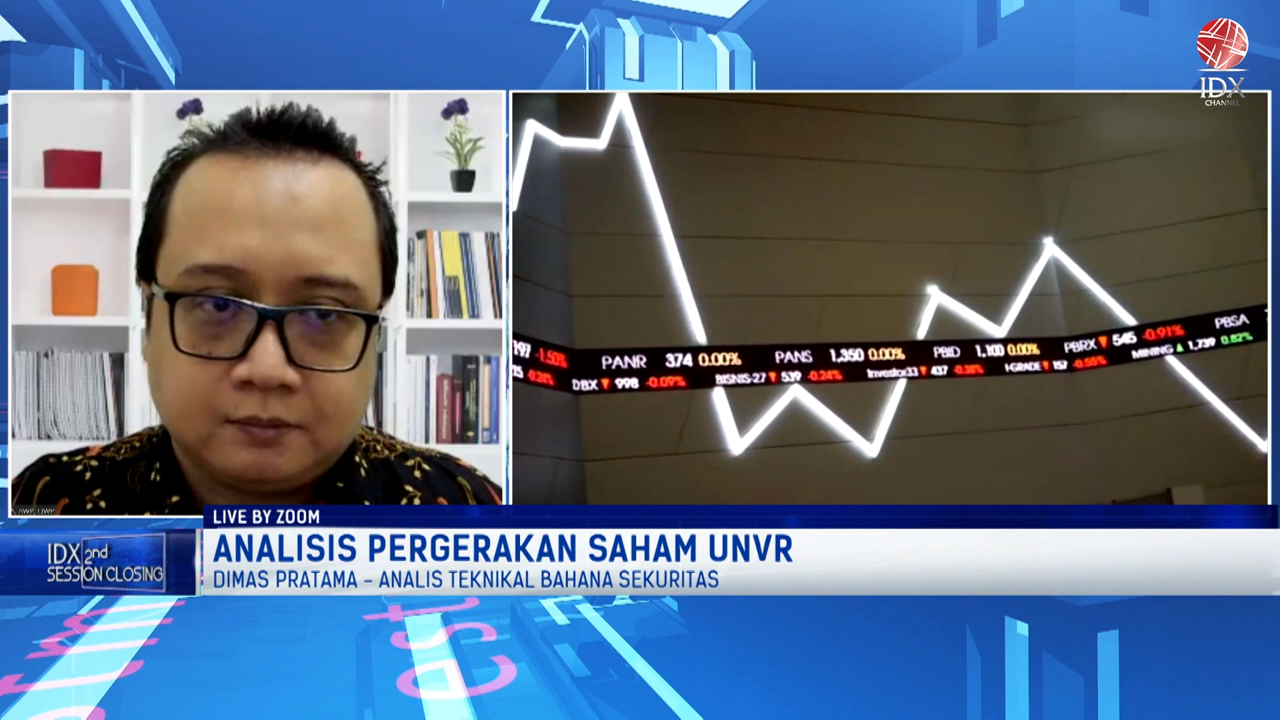 IDX
CHANNEL
197 -1.50%
PANR 374 0.00%
PANS 1,350 0.00%
PBID 1,100 0.00%
PBRX ▼ 545 -0.91%
PBSA
DBX ▼ 998 -0.09%
BISNIS-27 ▼ 539 -0.24%
Investor33 ▼ 437 -0.38%
I-GRADE ▼ 157 -0.55%
MINING ▲ 1,739 0.82%
LIVE BY ZOOM
ANALISIS PERGERAKAN SAHAM UNVR
DIMAS PRATAMA – ANALIS TEKNIKAL BAHANA SEKURITAS
IDX 2nd
SESSION CLOSING